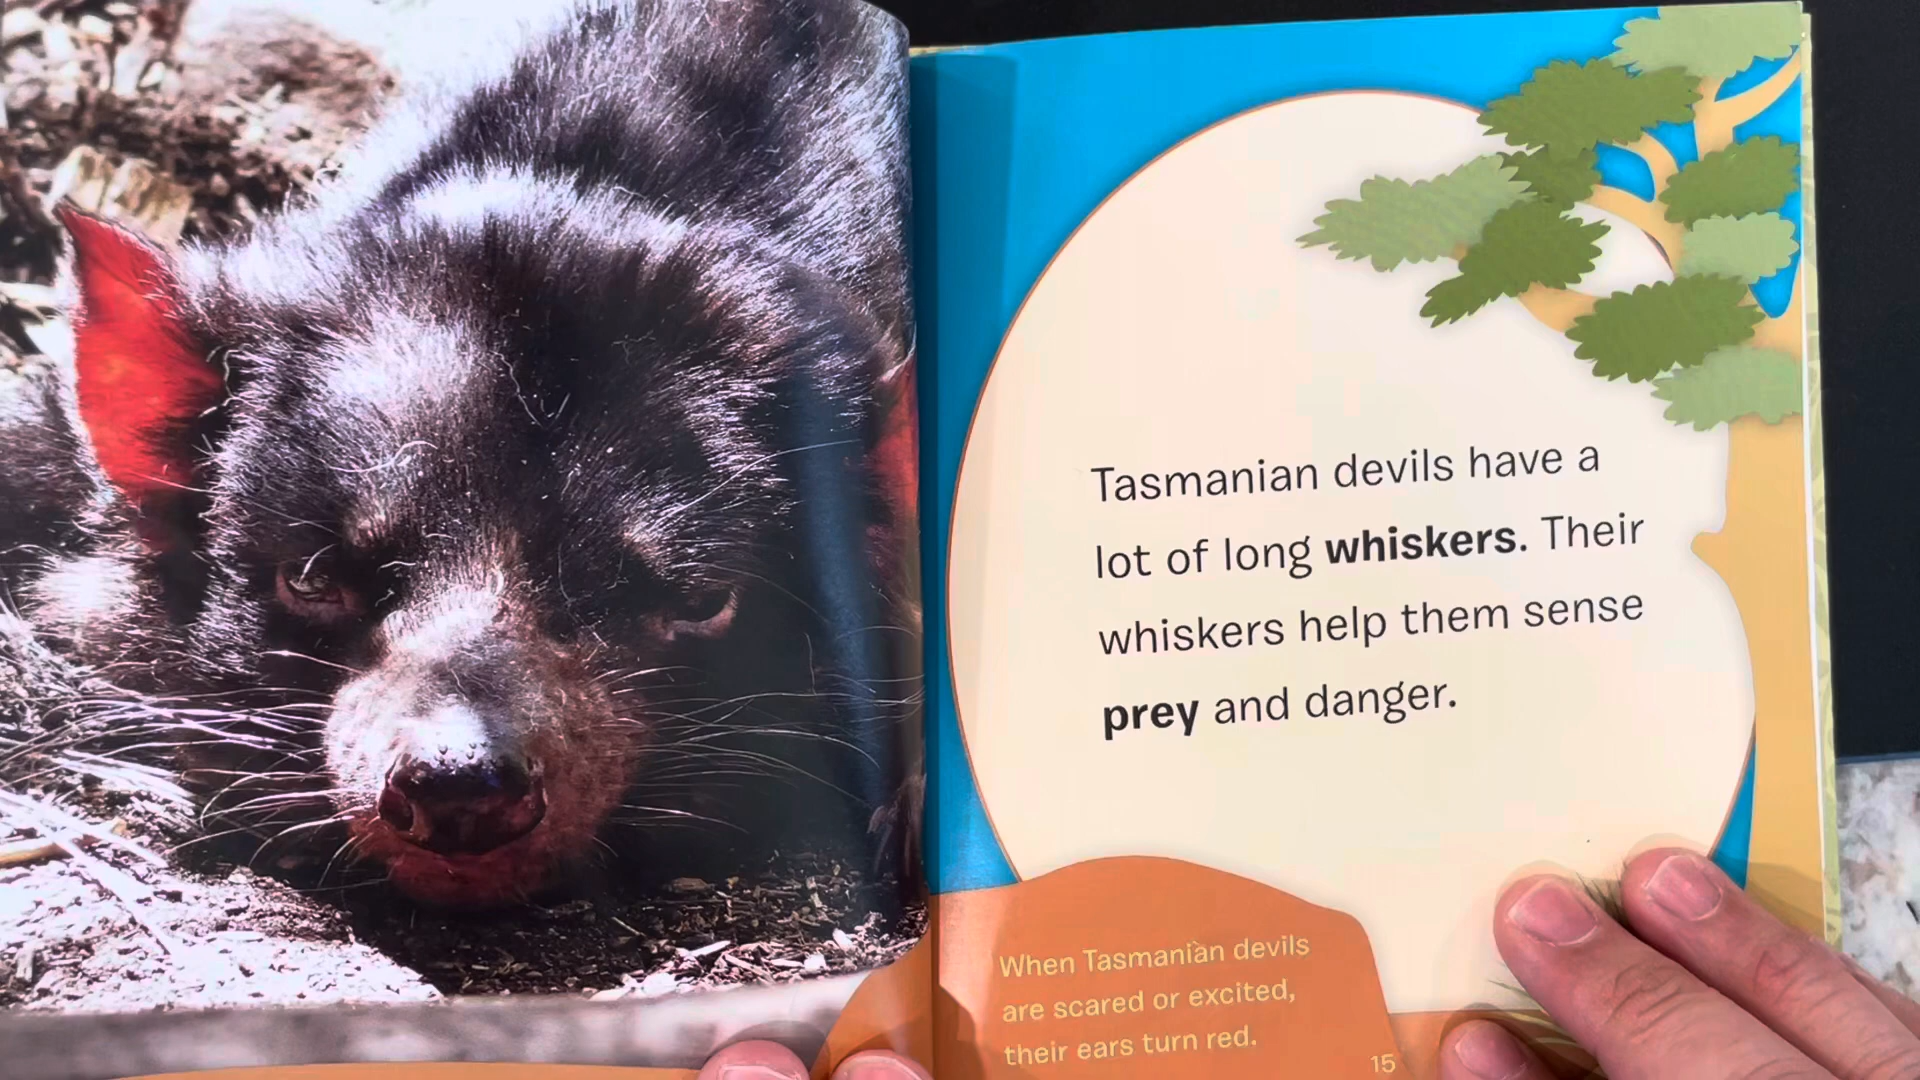 Tasmanian devils have a
lot of long whiskers. Their
whiskers help them sense
prey and danger.
When Tasmanian devils
are scared or excited,
their ears turn red.
15